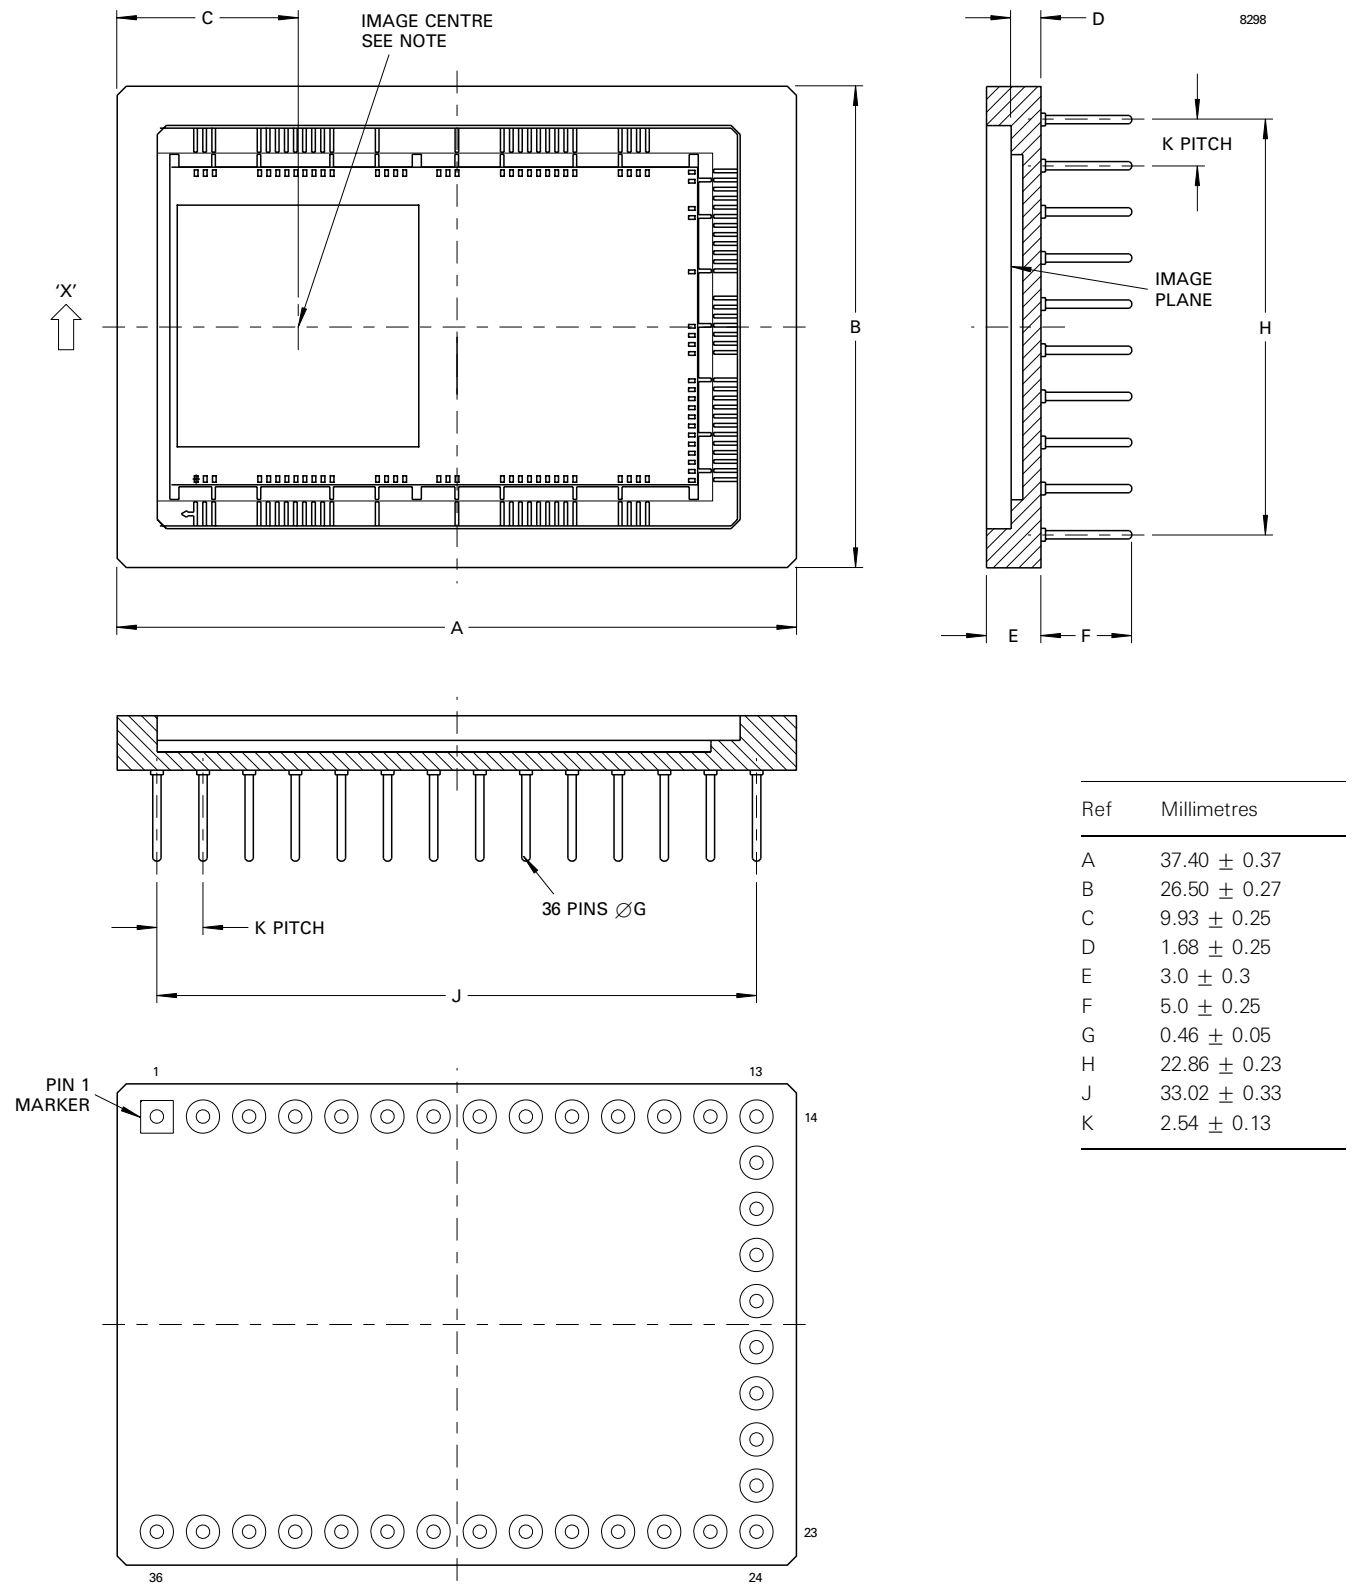 C
IMAGE CENTRE
SEE NOTE
D
8298
K PITCH
'X'
IMAGE
PLANE
B
H
A
E
F
36 PINS ∅G
K PITCH
J
Ref Millimetres
A 37.40 ± 0.37
B 26.50 ± 0.27
C 9.93 ± 0.25
D 1.68 ± 0.25
E 3.0 ± 0.3
F 5.0 ± 0.25
G 0.46 ± 0.05
H 22.86 ± 0.23
J 33.02 ± 0.33
K 2.54 ± 0.13
PIN 1
MARKER
1
13
14
23
36
24